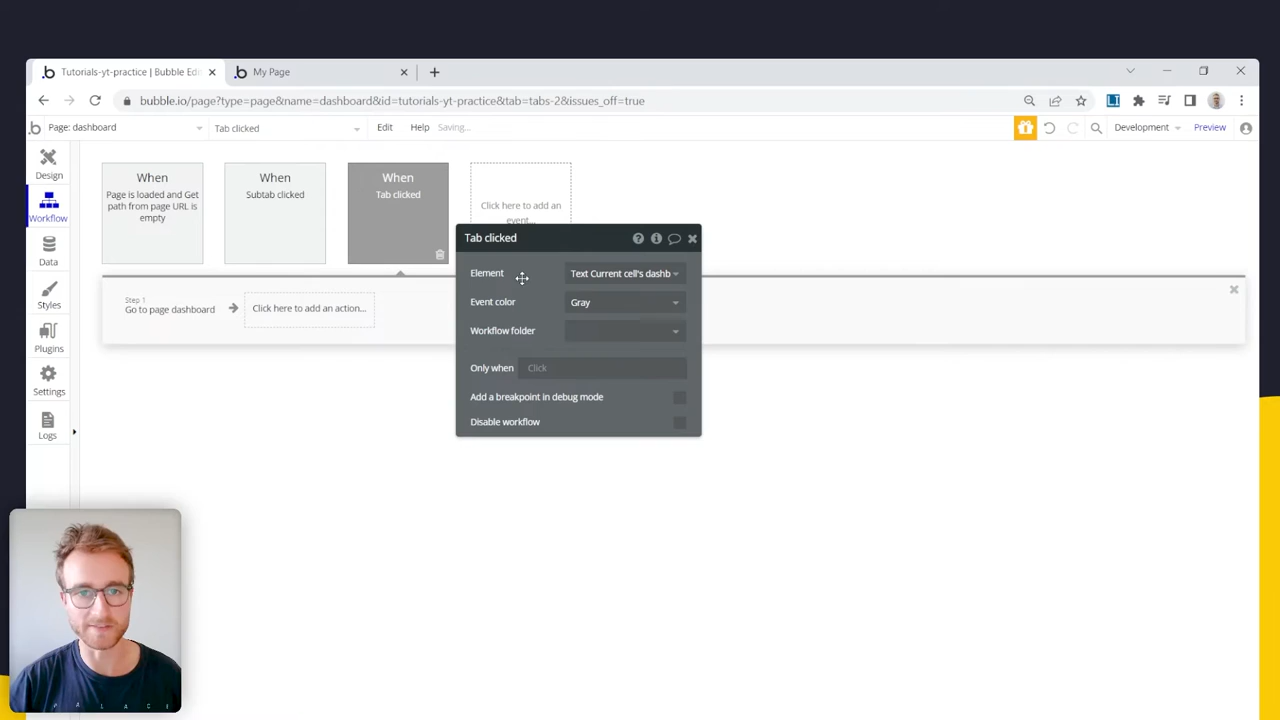 Tutorials-yt-practice | Bubble Edi
My Page
bubble.io/page?type=page&name=dashboard&id=tutorials-yt-practice&tab=tabs-2&issues_off=true
Page: dashboard
Tab clicked
Edit
Help
Saving...
Development
Preview
Design
Workflow
Data
Styles
Plugins
Settings
Logs
When
Page is loaded and Get
path from page URL is
empty
When
Subtab clicked
When
Tab clicked
Click here to add an
event...
Tab clicked
Element
Text Current cell's dashb
Event color
Gray
Workflow folder
Only when
Click
Add a breakpoint in debug mode
Disable workflow
Step 1
Go to page dashboard
Click here to add an action...
P A L A C E